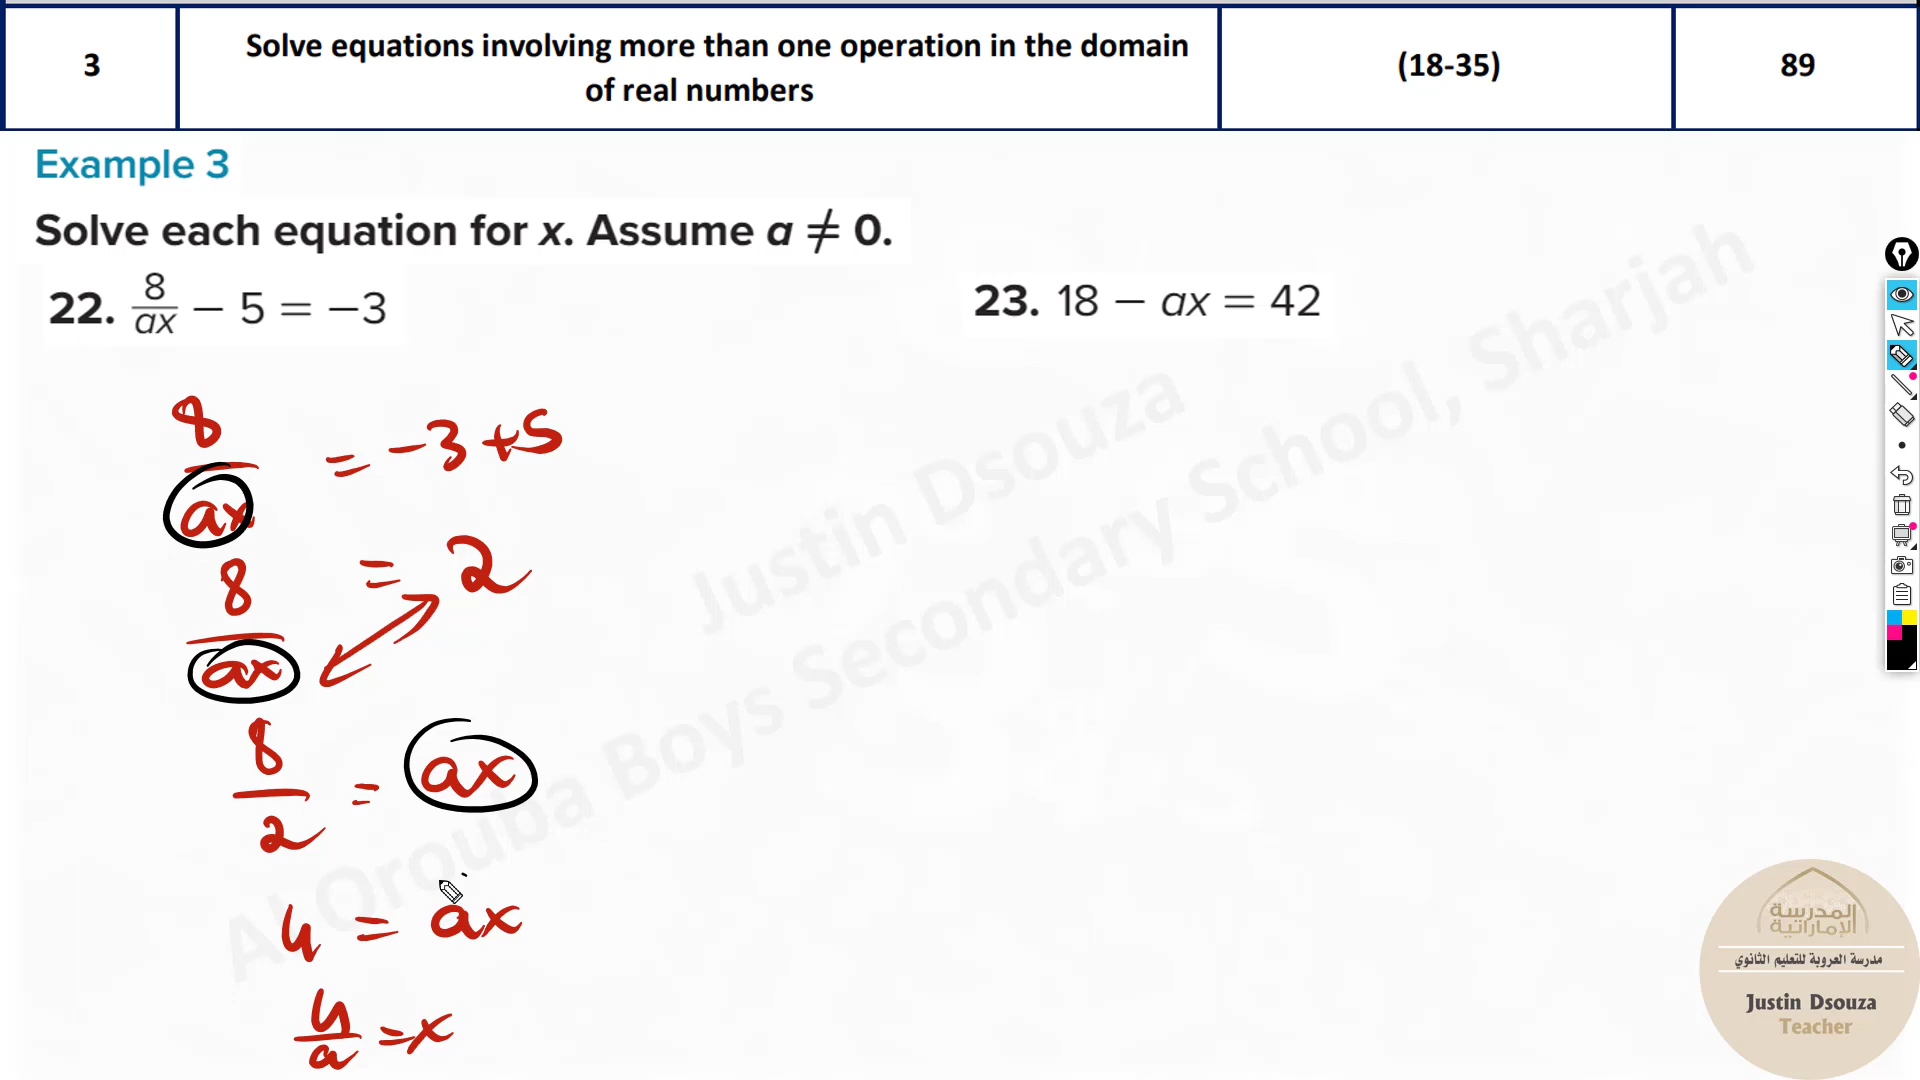 3
Solve equations involving more than one operation in the domain
of real numbers
(18-35)
89
Example 3
Solve each equation for x. Assume a ≠ 0.
22. 8/ax − 5 = −3
23. 18 − ax = 42
8/ax = -3+5
8/ax = 2
8/2 = ax
4 = ax
4/a = x
Justin Dsouza
Al Orouba Boys Secondary School, Sharjah
المدرسة
الإماراتية
مدرسة العروبة للتعليم الثانوي
Justin Dsouza
Teacher